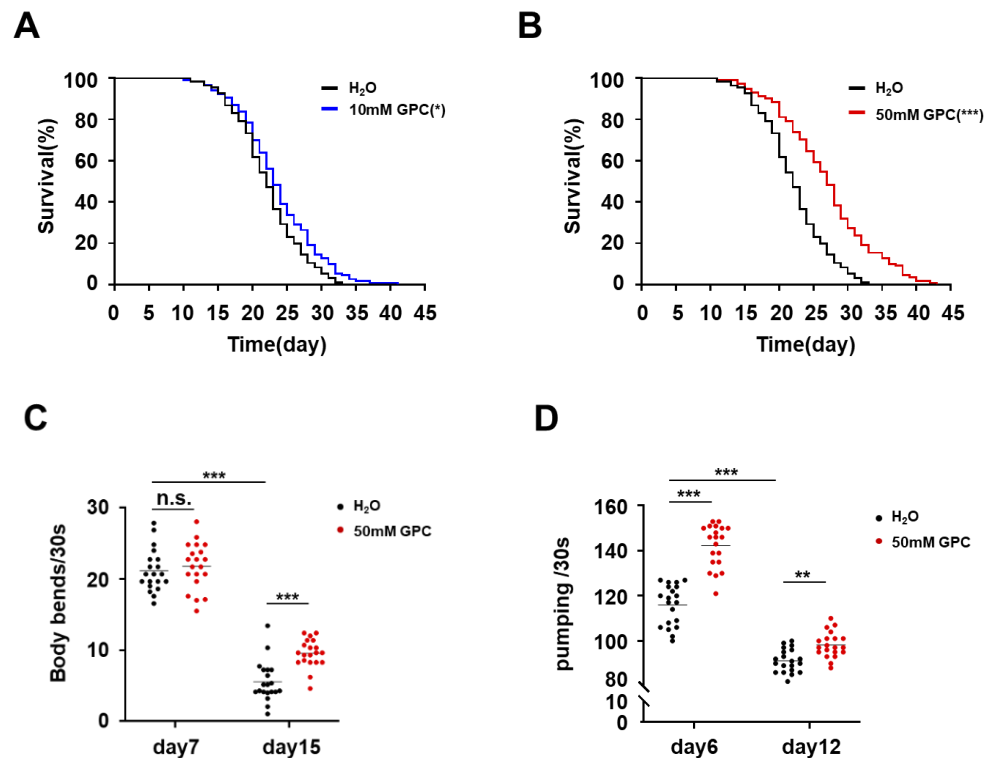 A
Survival(%)
100
80
60
40
20
0
0 5 10 15 20 25 30 35 40 45
Time(day)
H₂O
10mM GPC(*)
B
Survival(%)
100
80
60
40
20
0
0 5 10 15 20 25 30 35 40 45
Time(day)
H₂O
50mM GPC(***)
C
Body bends/30s
30
20
10
0
***
n.s.
***
day7 day15
H₂O
50mM GPC
D
pumping /30s
160
140
120
100
80
10
0
***
***
**
day6 day12
H₂O
50mM GPC